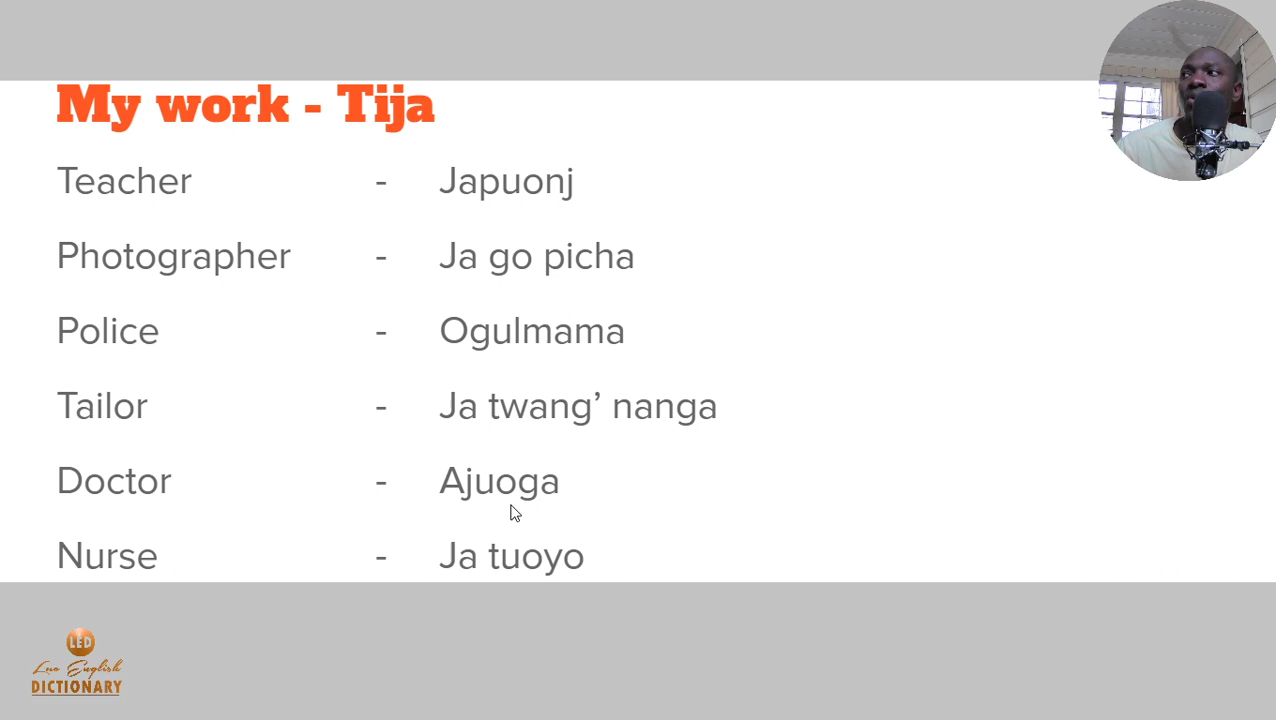 My work - Tija
Teacher - Japuonj
Photographer - Ja go picha
Police - Ogulmama
Tailor - Ja twang’ nanga
Doctor - Ajuoga
Nurse - Ja tuoyo
LED
Luo English
DICTIONARY